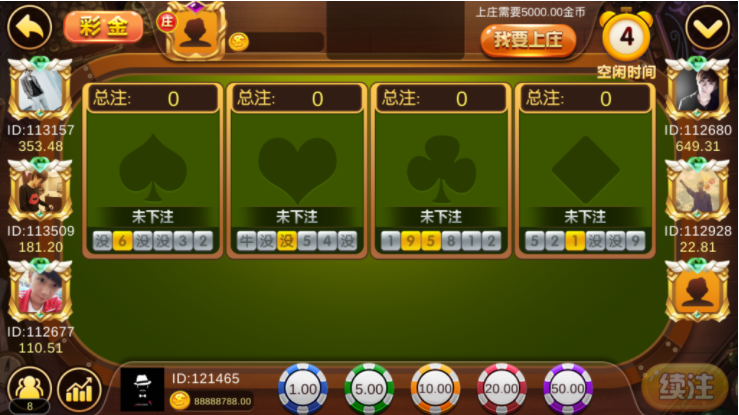 上庄需要5000.00金币
彩金
庄
我要上庄
4
空闲时间
总注: 0
总注: 0
总注: 0
总注: 0
ID:113157
353.48
ID:112680
649.31
未下注
未下注
未下注
未下注
没 6 没 没 3 2
牛 没 没 5 4 没
1 9 5 8 1 2
5 2 1 没 没 9
ID:113509
181.20
ID:112928
22.81
ID:112677
110.51
8
ID:121465
88888788.00
1.00
5.00
10.00
20.00
50.00
续注